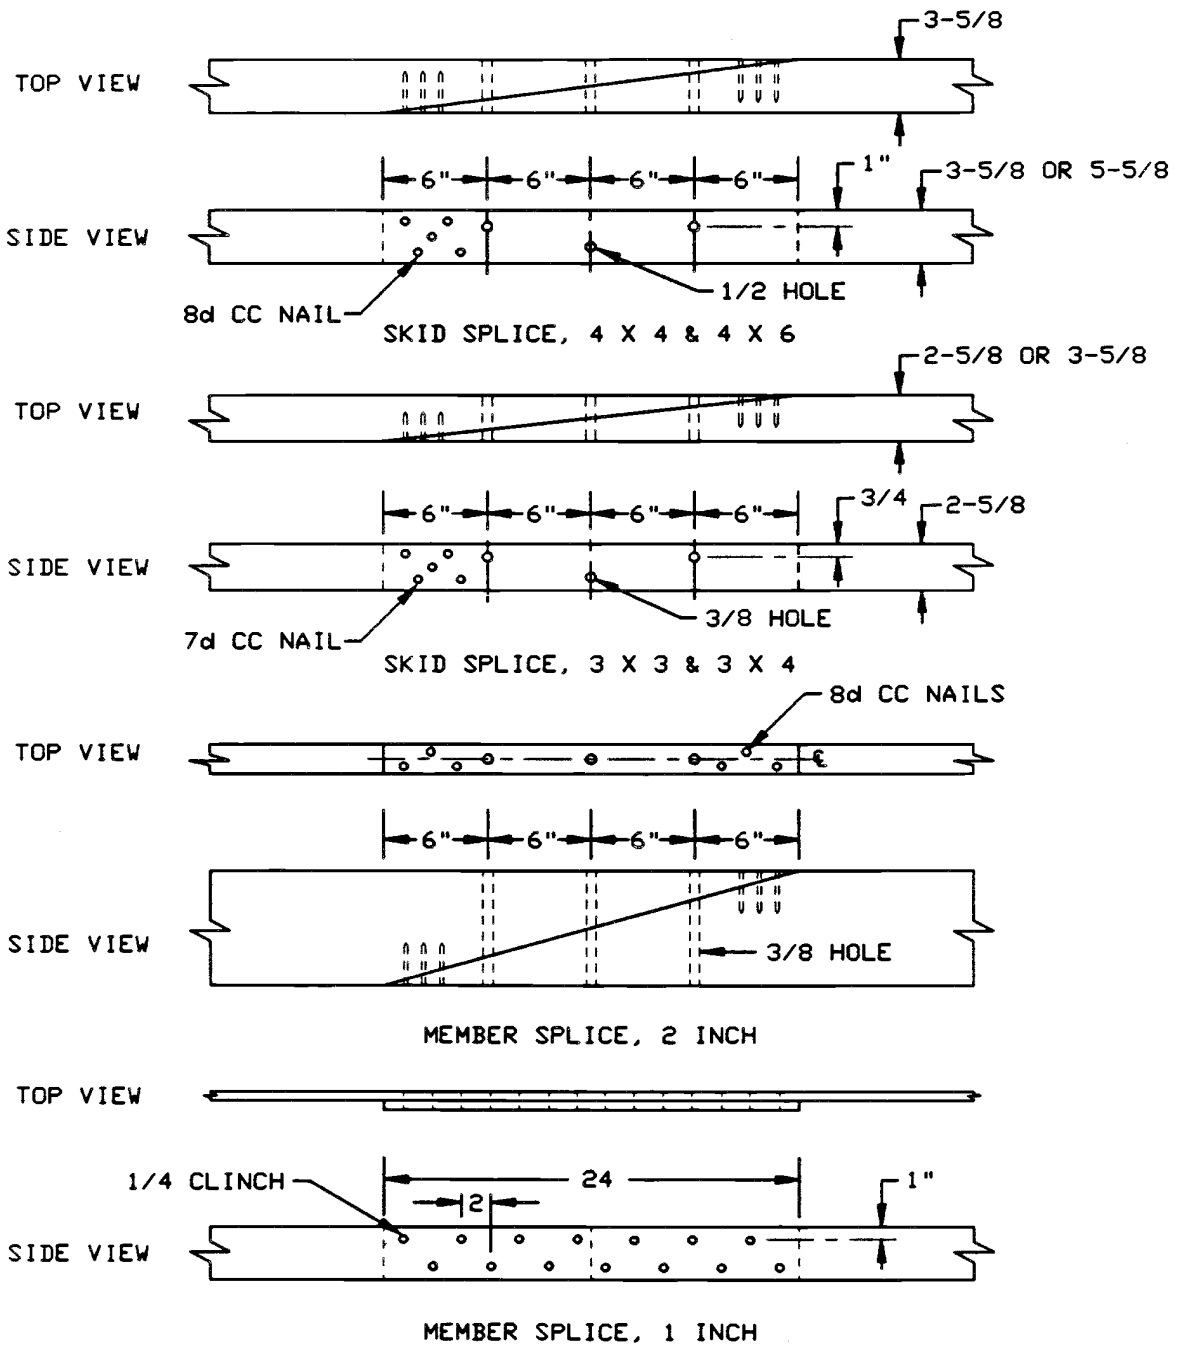 3-5/8
TOP VIEW
6" 6" 6" 6"
1"
3-5/8 OR 5-5/8
SIDE VIEW
1/2 HOLE
8d CC NAIL
SKID SPLICE, 4 X 4 & 4 X 6
2-5/8 OR 3-5/8
TOP VIEW
6" 6" 6" 6"
3/4
2-5/8
SIDE VIEW
3/8 HOLE
7d CC NAIL
SKID SPLICE, 3 X 3 & 3 X 4
8d CC NAILS
TOP VIEW
℄
6" 6" 6" 6"
SIDE VIEW
3/8 HOLE
MEMBER SPLICE, 2 INCH
TOP VIEW
1/4 CLINCH
24
1"
2
SIDE VIEW
MEMBER SPLICE, 1 INCH